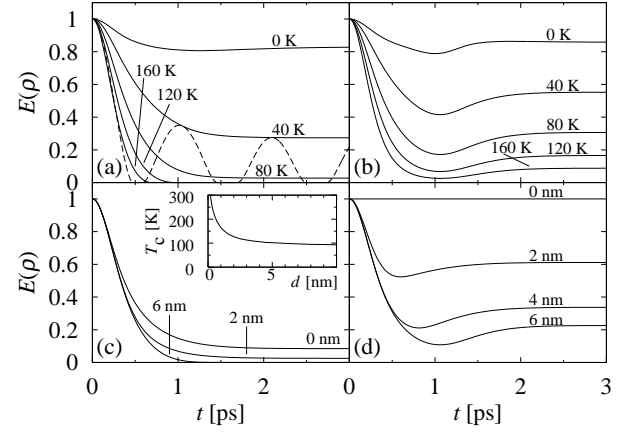 E(ρ)
1
0.8
0.6
0.4
0.2
0
0 K
160 K
120 K
40 K
80 K
(a)
0 K
40 K
80 K
160 K
120 K
(b)
E(ρ)
1
0.8
0.6
0.4
0.2
0
T_c [K]
300
200
100
0
0
5
d [nm]
6 nm
2 nm
0 nm
(c)
0 nm
2 nm
4 nm
6 nm
(d)
0 1 2 0 1 2 3
t [ps] t [ps]